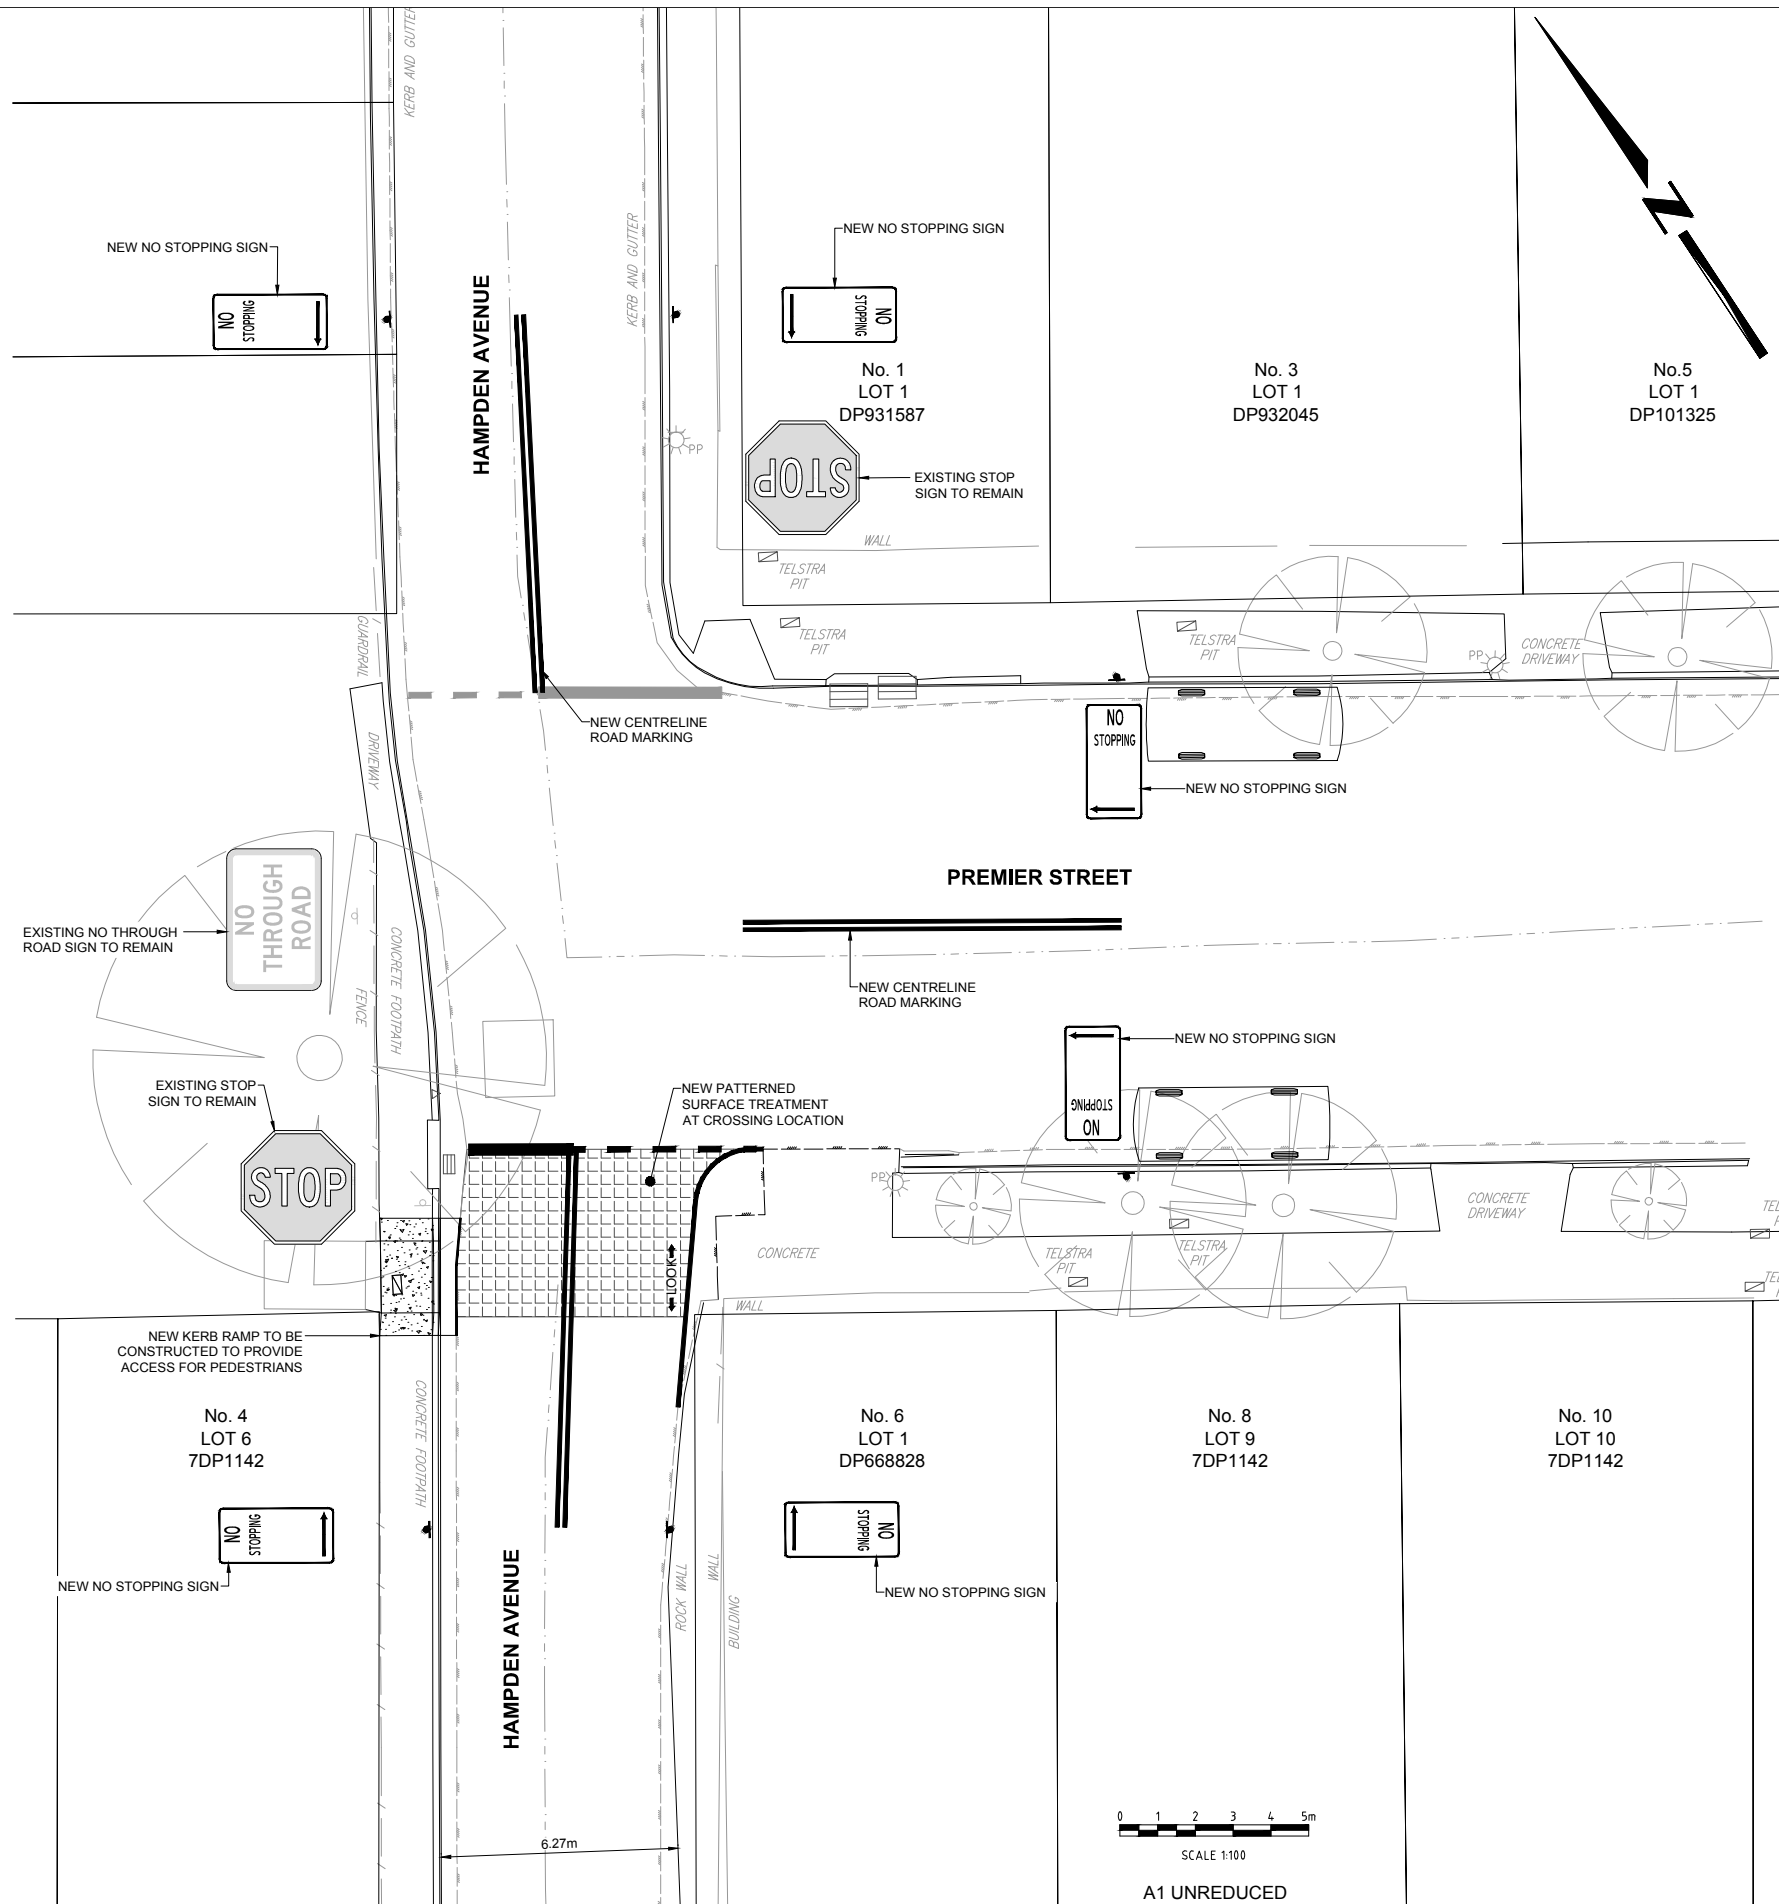 KERB AND GUTTER
KERB AND GUTTER
HAMPDEN AVENUE
NEW NO STOPPING SIGN
NO
STOPPING
NEW NO STOPPING SIGN
NO
STOPPING
No. 1
LOT 1
DP931587
No. 3
LOT 1
DP932045
No.5
LOT 1
DP101325
N
PP
STOP
EXISTING STOP
SIGN TO REMAIN
WALL
TELSTRA
PIT
TELSTRA
PIT
TELSTRA
PIT
PP
CONCRETE
DRIVEWAY
GUARDRAIL
DRIVEWAY
NEW CENTRELINE
ROAD MARKING
NO
STOPPING
NEW NO STOPPING SIGN
PREMIER STREET
NO
THROUGH
ROAD
EXISTING NO THROUGH
ROAD SIGN TO REMAIN
CONCRETE FOOTPATH
FENCE
NEW CENTRELINE
ROAD MARKING
NEW NO STOPPING SIGN
NO
STOPPING
EXISTING STOP
SIGN TO REMAIN
STOP
NEW PATTERNED
SURFACE TREATMENT
AT CROSSING LOCATION
PP
LOOK
CONCRETE
WALL
TELSTRA
PIT
TELSTRA
PIT
CONCRETE
DRIVEWAY
NEW KERB RAMP TO BE
CONSTRUCTED TO PROVIDE
ACCESS FOR PEDESTRIANS
CONCRETE FOOTPATH
No. 4
LOT 6
7DP1142
No. 6
LOT 1
DP668828
No. 8
LOT 9
7DP1142
No. 10
LOT 10
7DP1142
NO
STOPPING
NEW NO STOPPING SIGN
NO
STOPPING
NEW NO STOPPING SIGN
HAMPDEN AVENUE
ROCK WALL
WALL
BUILDING
6.27m
0 1 2 3 4 5m
SCALE 1:100
A1 UNREDUCED